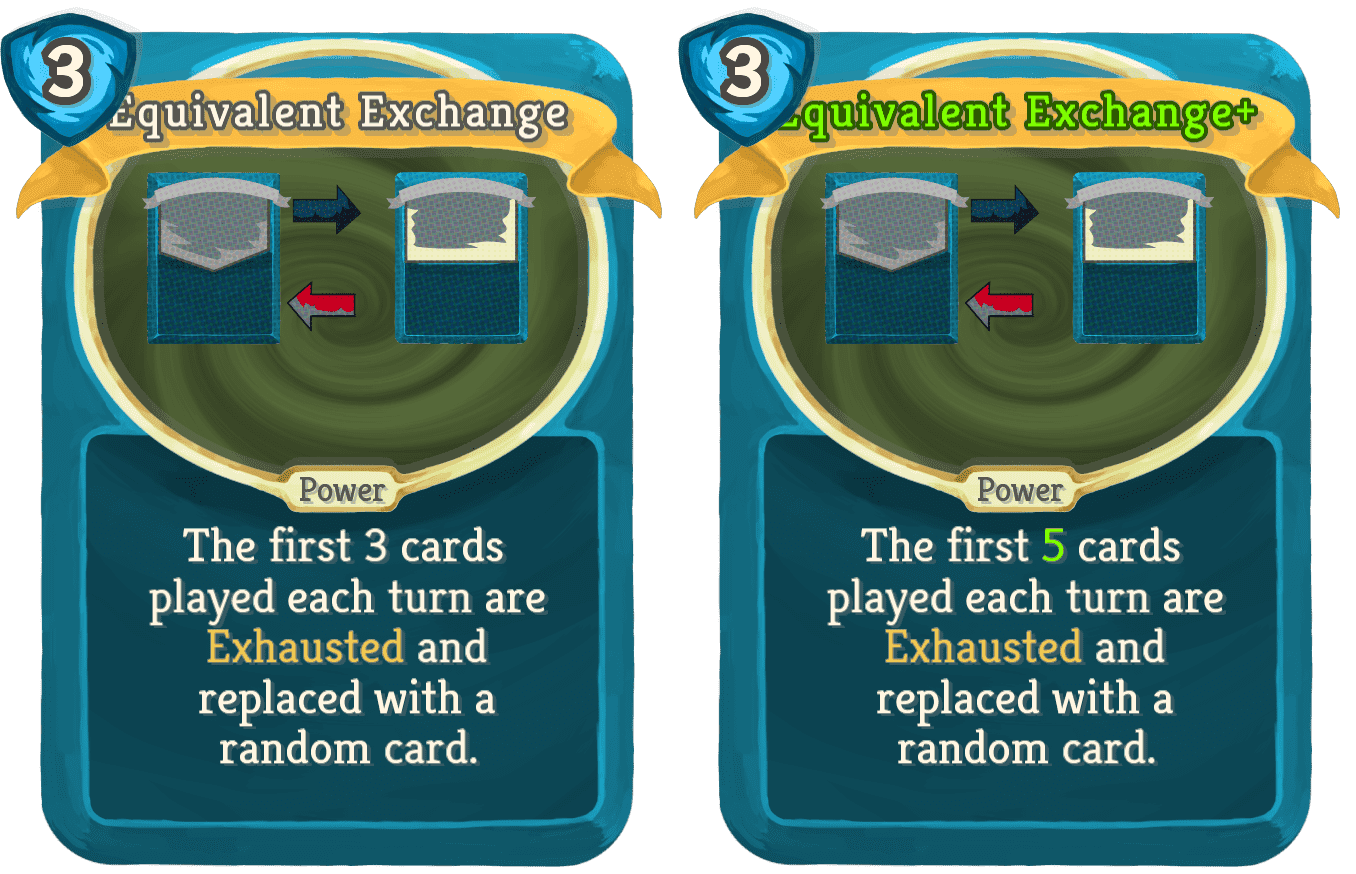 3
Equivalent Exchange
Power
The first 3 cards
played each turn are
Exhausted and
replaced with a
random card.
3
Equivalent Exchange+
Power
The first 5 cards
played each turn are
Exhausted and
replaced with a
random card.